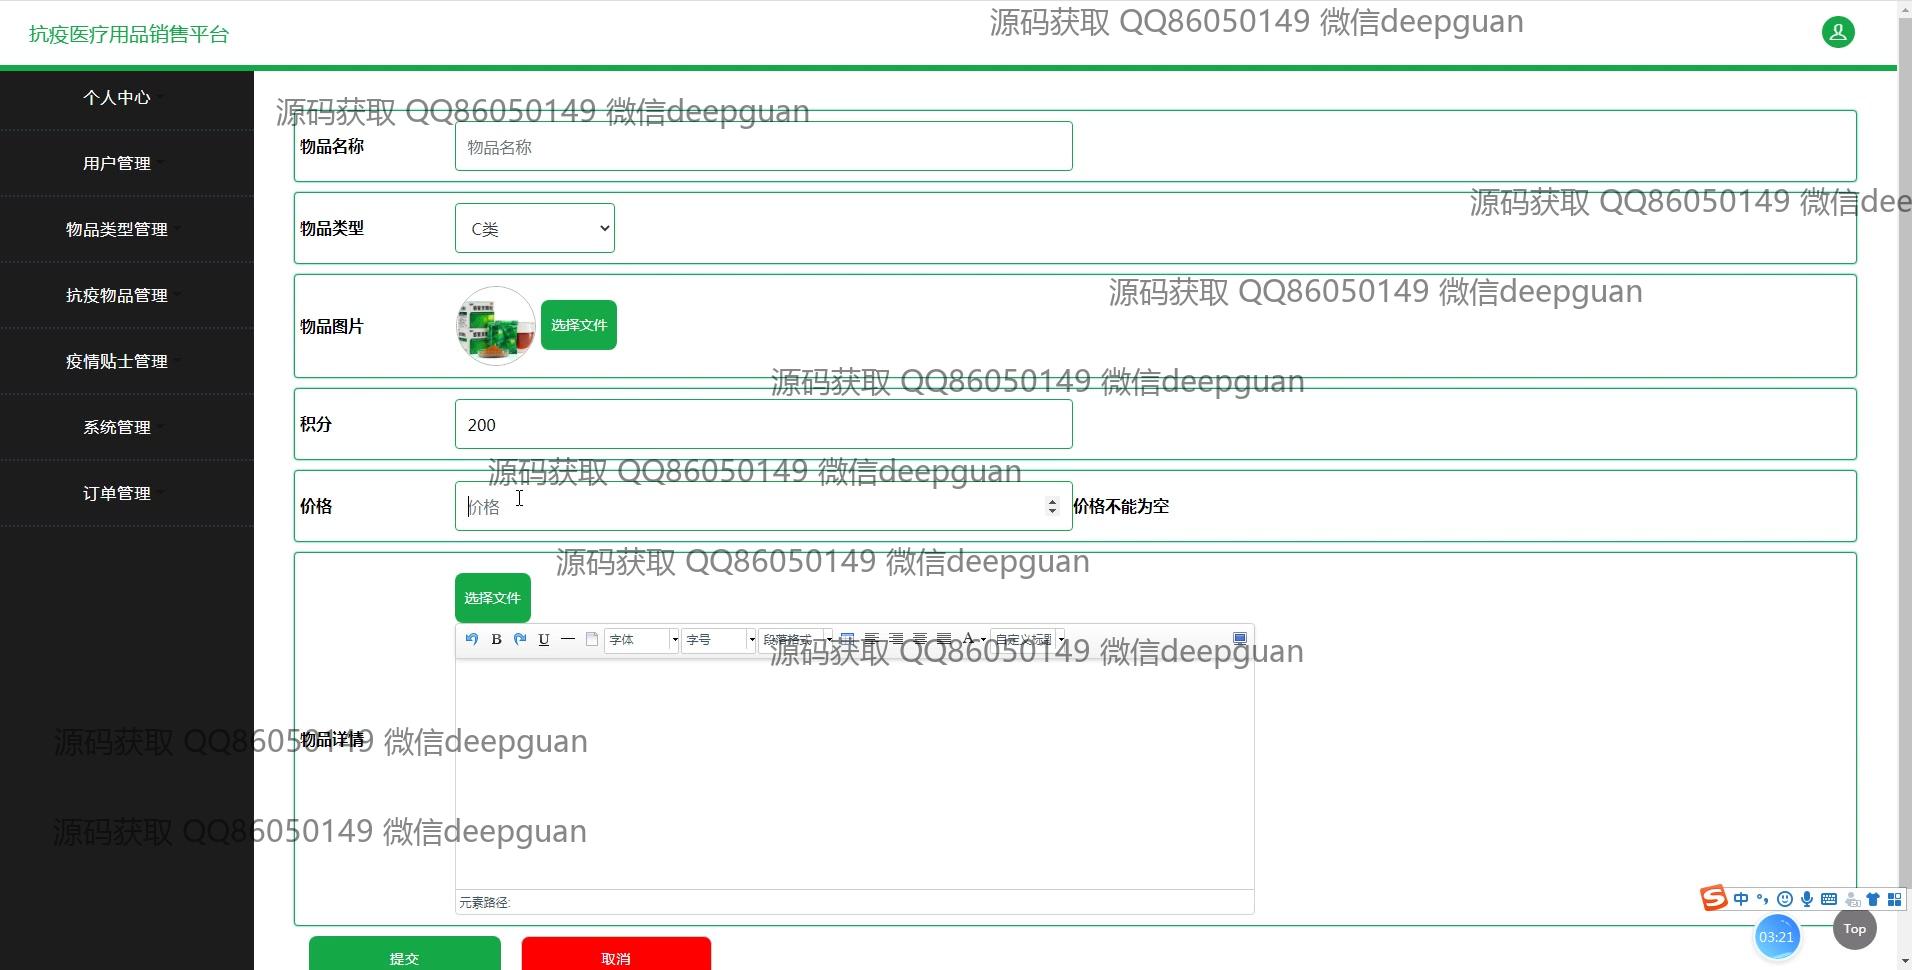 抗疫医疗用品销售平台
源码获取 QQ86050149 微信deepguan
个人中心
源码获取 QQ86050149 微信deepguan
物品名称
物品名称
用户管理
源码获取 QQ86050149 微信dee
物品类型管理
物品类型
C类
源码获取 QQ86050149 微信deepguan
抗疫物品管理
物品图片
选择文件
疫情贴士管理
源码获取 QQ86050149 微信deepguan
系统管理
积分
200
源码获取 QQ86050149 微信deepguan
订单管理
价格
价格
价格不能为空
源码获取 QQ86050149 微信deepguan
选择文件
B U 字体 字号 段落格式 A 自定义标题
源码获取 QQ86050149 微信deepguan
物品详情
源码获取 QQ86050149 微信deepguan
源码获取 QQ86050149 微信deepguan
元素路径:
中
03:21
Top
提交
取消